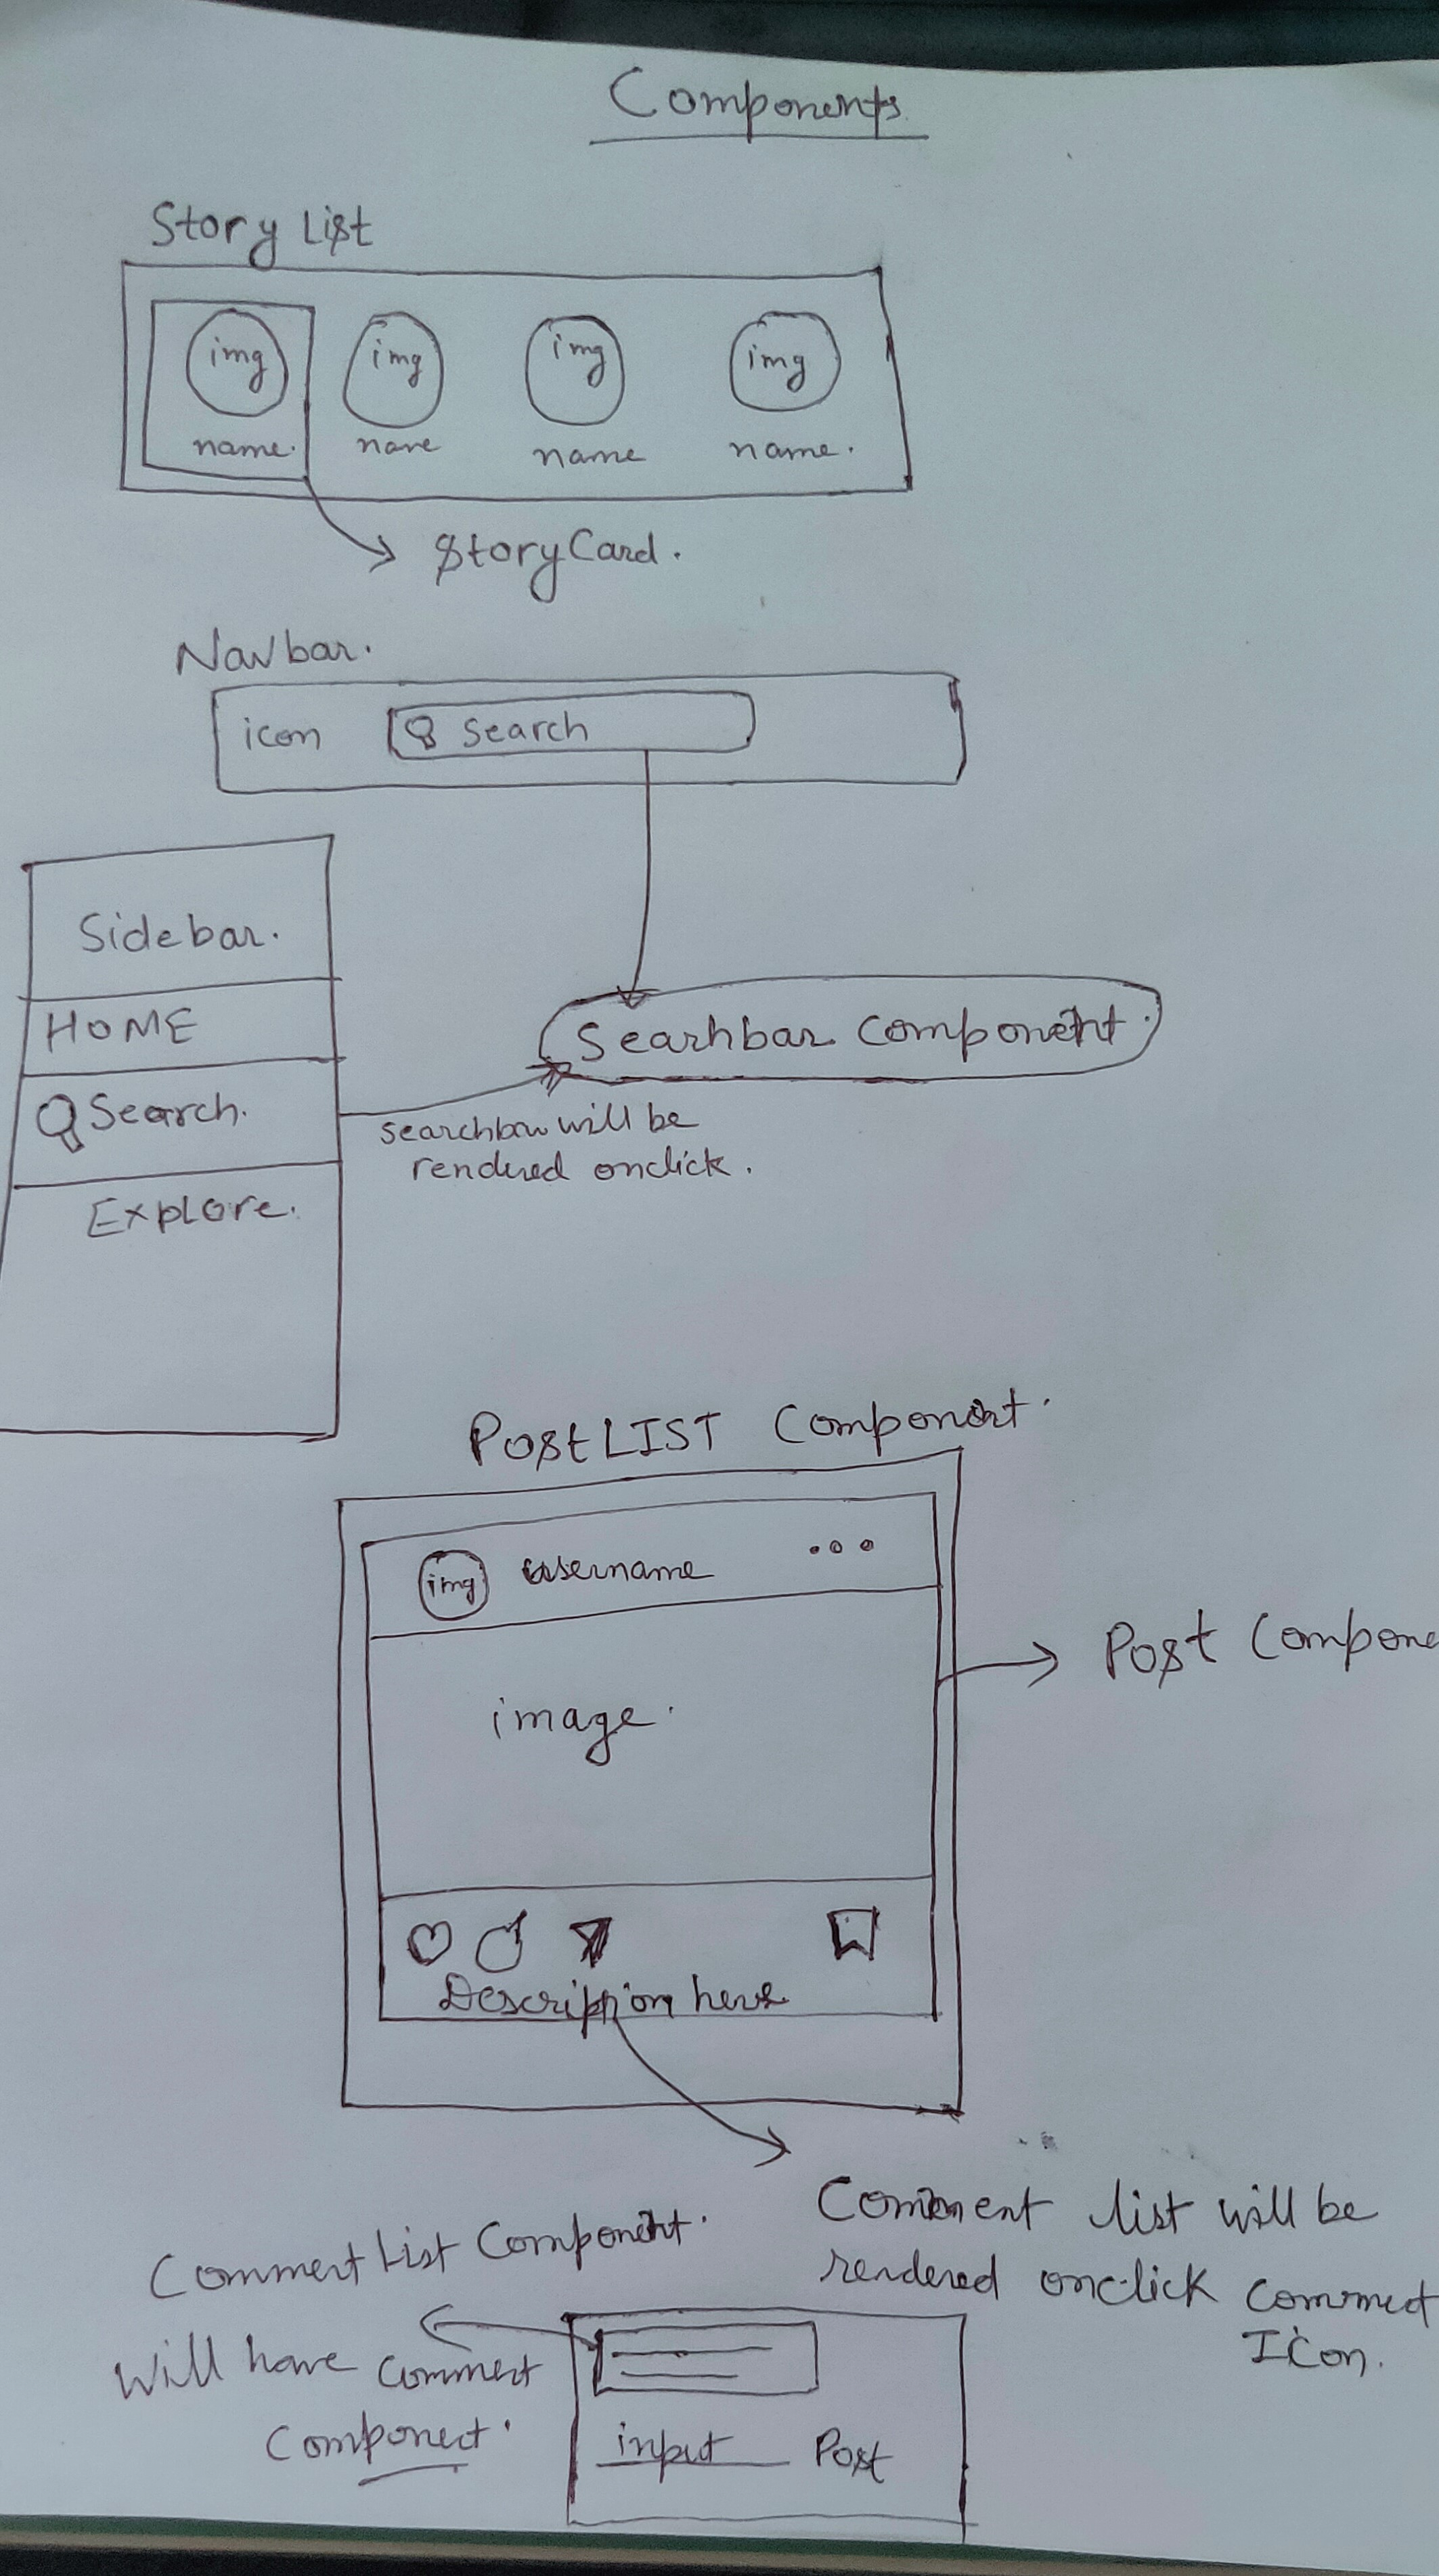 Components
Story List
img img img img
name. name name name.
StoryCard.
Navbar.
icon Search
Sidebar.
HOME
Searhbar Component.
Search.
searchbar will be
rendered onclick.
Explore.
PostLIST Component.
img username
Post Compone
image.
Description here
Comment list will be
rendered onclick comment
Icon.
Comment List Component.
Will have comment
Component.
input Post